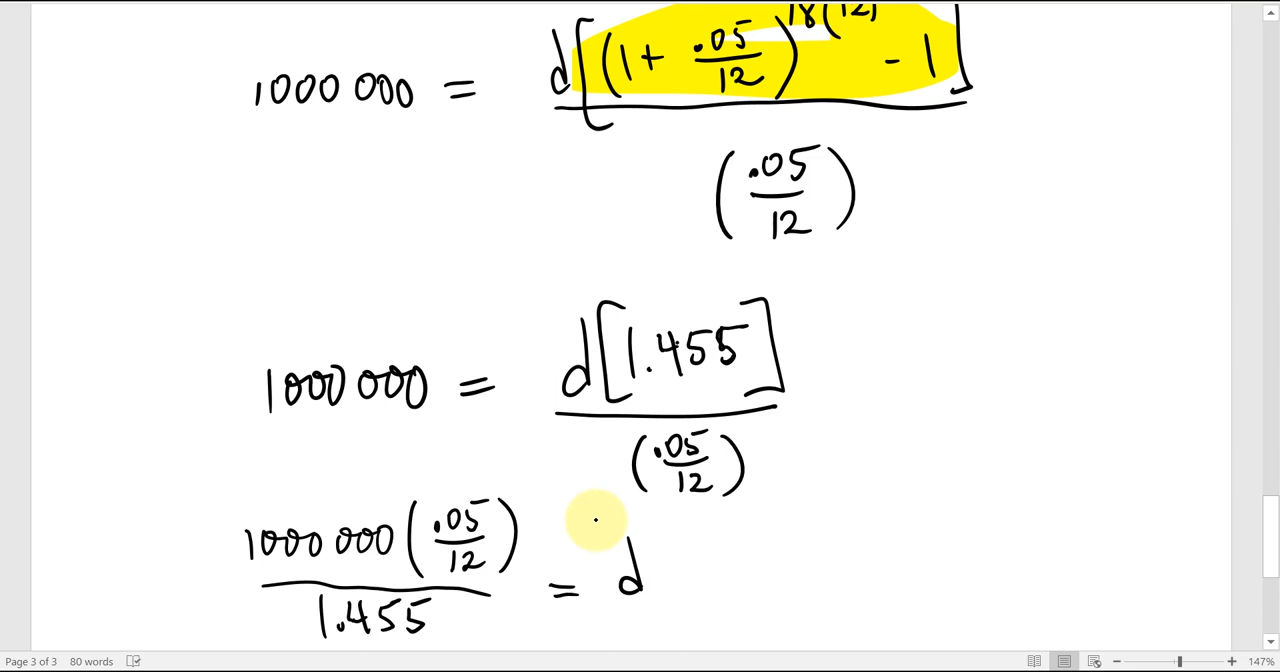 1000 000 = d[(1 + .05/12)^18(12) - 1] / (.05/12)
1000 000 = d[1.455] / (.05/12)
1000 000(.05/12) / 1.455 = d
Page 3 of 3 80 words 147%